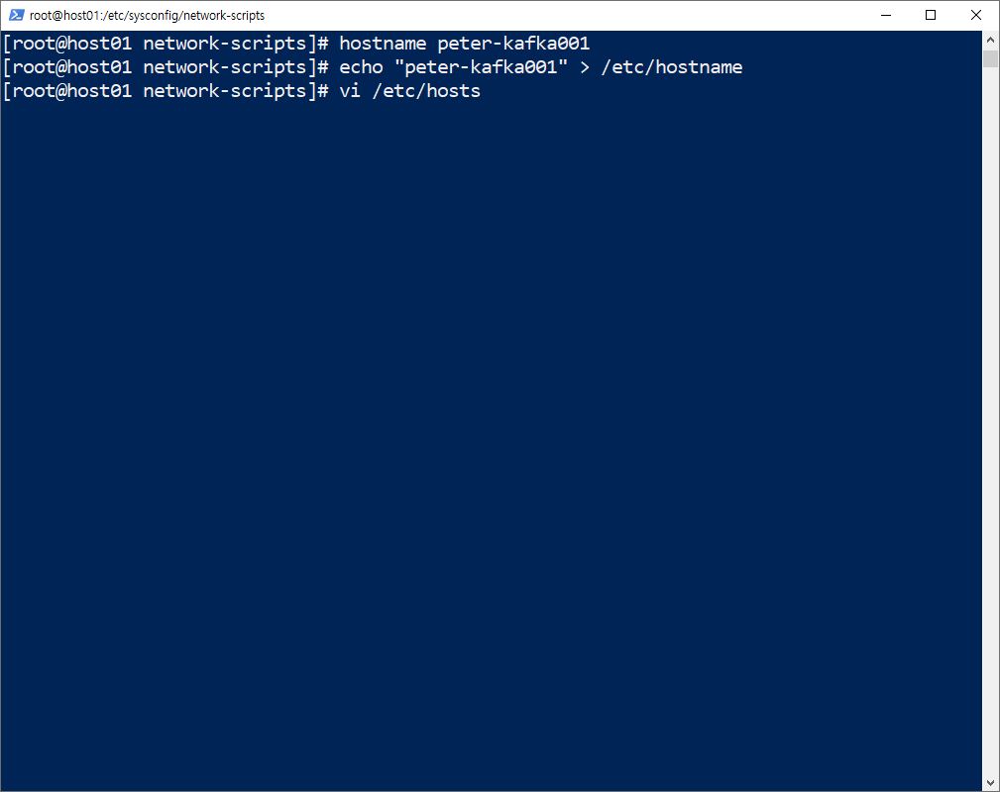 root@host01:/etc/sysconfig/network-scripts
[root@host01 network-scripts]# hostname peter-kafka001
[root@host01 network-scripts]# echo "peter-kafka001" > /etc/hostname
[root@host01 network-scripts]# vi /etc/hosts